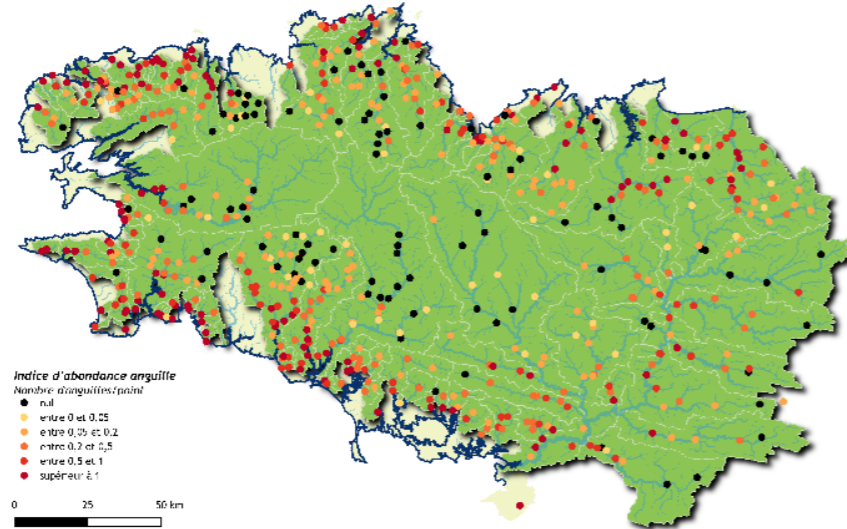 Indice d'abondance anguille
Nombre d'anguilles/point
nul
entre 0 et 0.05
entre 0,05 et 0.2
entre 0.2 et 0,5
entre 0.5 et 1
supérieur à 1
0 25 50 km